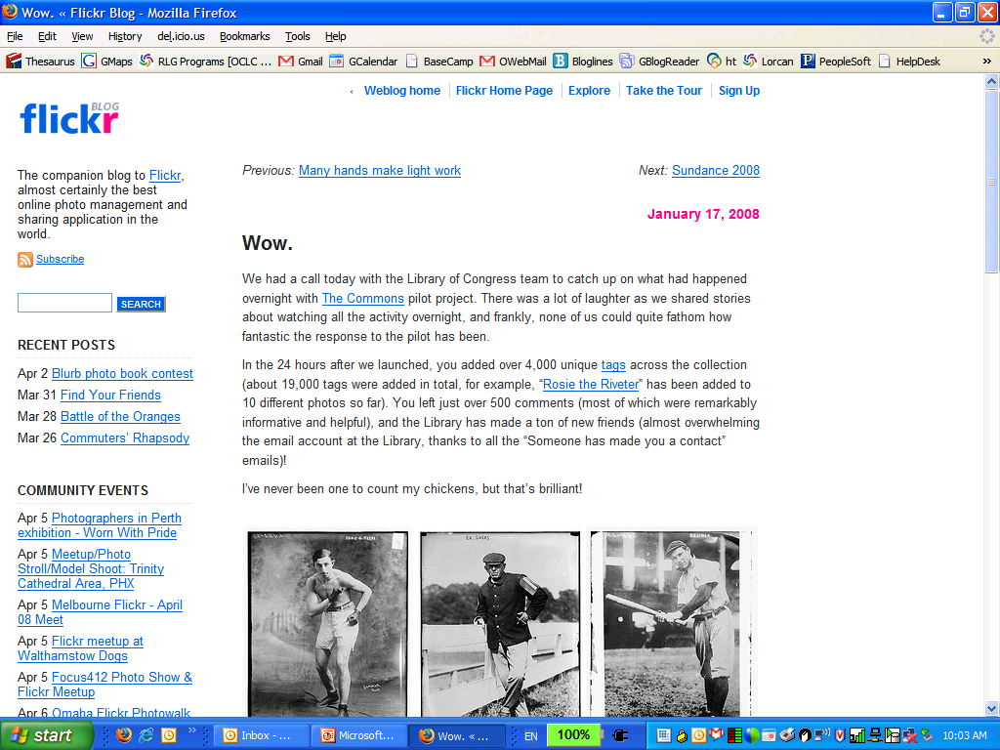 Wow. « Flickr Blog - Mozilla Firefox
File Edit View History del.icio.us Bookmarks Tools Help
Thesaurus GMaps RLG Programs [OCLC ... Gmail GCalendar BaseCamp OWebMail Bloglines GBlogReader ht Lorcan PeopleSoft HelpDesk »
‹ Weblog home Flickr Home Page Explore Take the Tour Sign Up
flickr BLOG
The companion blog to Flickr,
almost certainly the best
online photo management and
sharing application in the
world.
Subscribe
SEARCH
RECENT POSTS
Apr 2 Blurb photo book contest
Mar 31 Find Your Friends
Mar 28 Battle of the Oranges
Mar 26 Commuters’ Rhapsody
COMMUNITY EVENTS
Apr 5 Photographers in Perth
exhibition - Worn With Pride
Apr 5 Meetup/Photo
Stroll/Model Shoot: Trinity
Cathedral Area, PHX
Apr 5 Melbourne Flickr - April
08 Meet
Apr 5 Flickr meetup at
Walthamstow Dogs
Apr 5 Focus412 Photo Show &
Flickr Meetup
Apr 6 Omaha Flickr Photowalk
Previous: Many hands make light work Next: Sundance 2008
January 17, 2008
Wow.
We had a call today with the Library of Congress team to catch up on what had happened
overnight with The Commons pilot project. There was a lot of laughter as we shared stories
about watching all the activity overnight, and frankly, none of us could quite fathom how
fantastic the response to the pilot has been.
In the 24 hours after we launched, you added over 4,000 unique tags across the collection
(about 19,000 tags were added in total, for example, “Rosie the Riveter” has been added to
10 different photos so far). You left just over 500 comments (most of which were remarkably
informative and helpful), and the Library has made a ton of new friends (almost overwhelming
the email account at the Library, thanks to all the “Someone has made you a contact”
emails)!
I’ve never been one to count my chickens, but that’s brilliant!
start » Inbox - ... Microsoft... Wow. «... EN 100% 10:03 AM